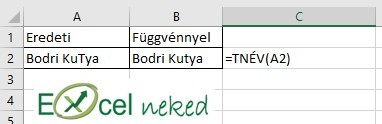 A B C
1 Eredeti Függvénnyel
2 Bodri KuTya Bodri Kutya =TNÉV(A2)
3
4 Excel neked
5